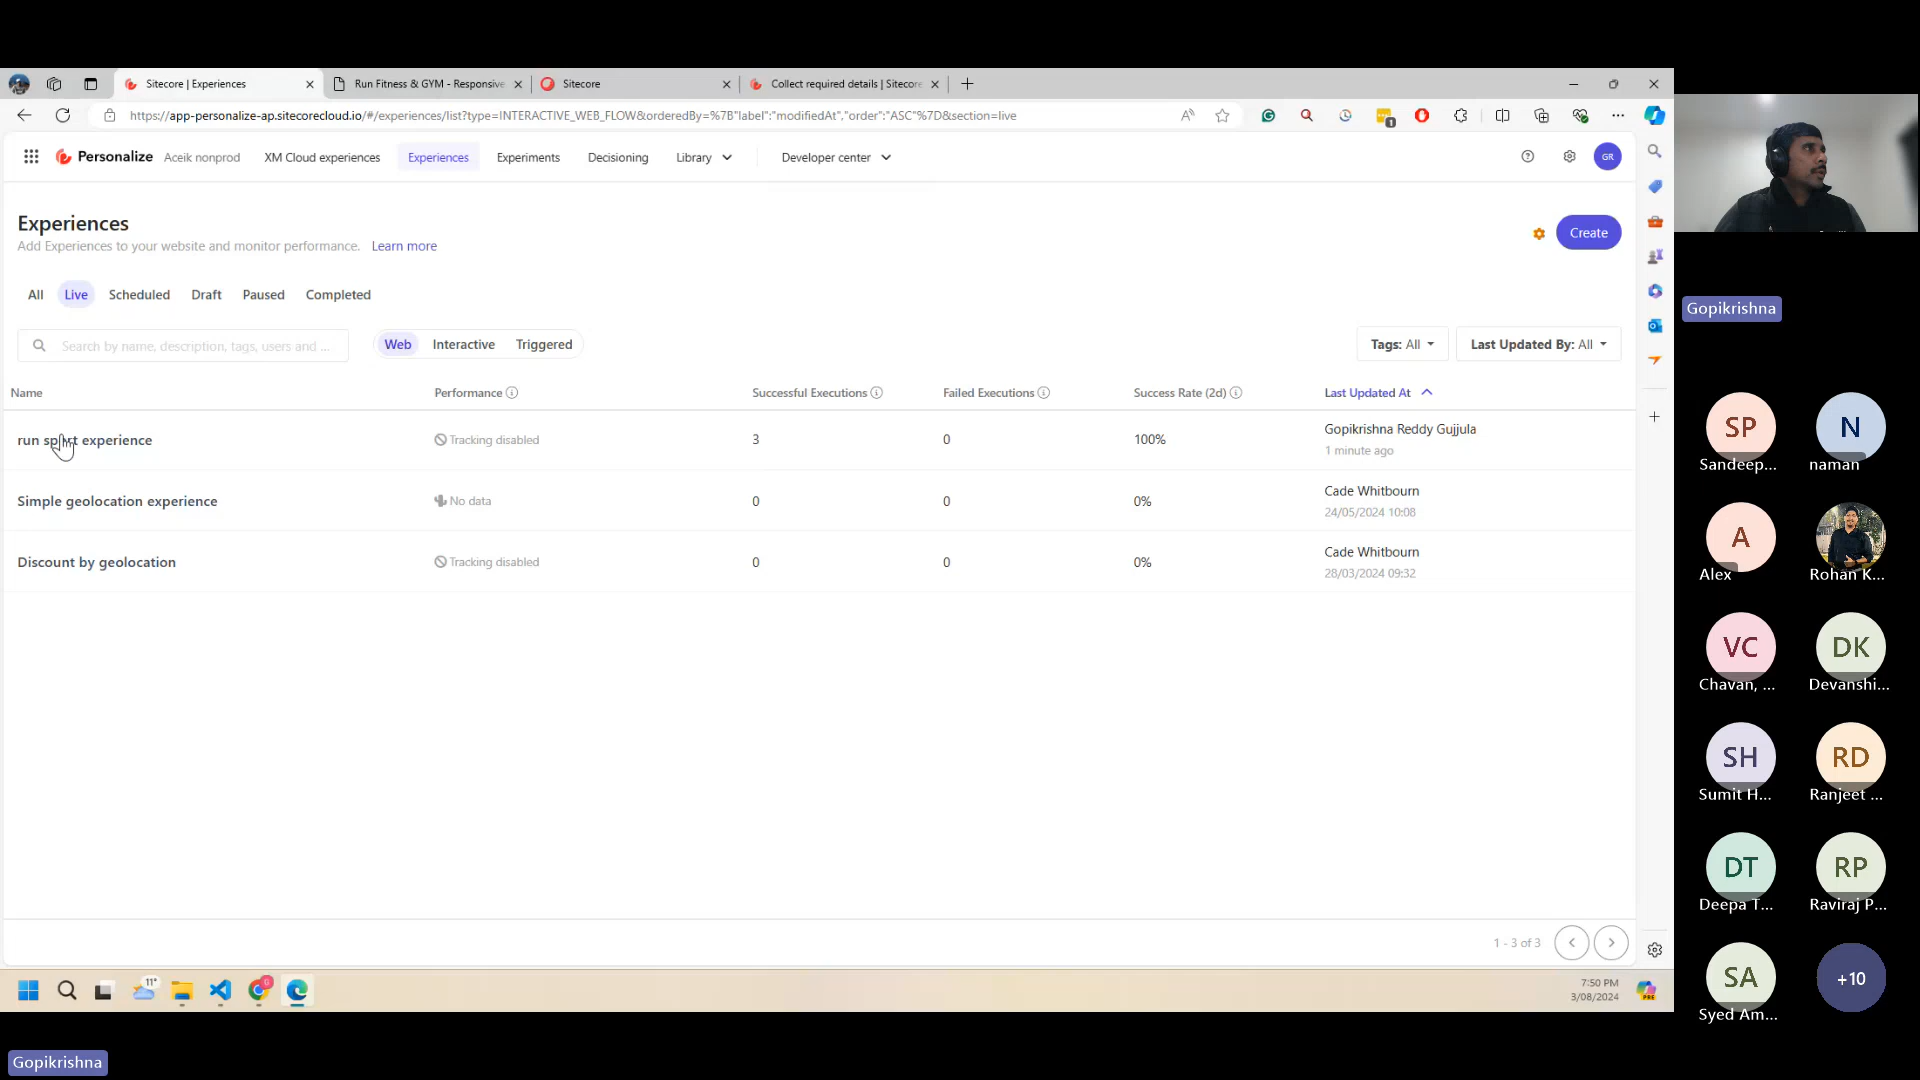 Sitecore | Experiences
Run Fitness & GYM - Responsive
Sitecore
Collect required details | Sitecore
https://app-personalize-ap.sitecorecloud.io/#/experiences/list?type=INTERACTIVE_WEB_FLOW&orderedBy=%7B"label":"modifiedAt","order":"ASC"%7D&section=live
1
Personalize
Aceik nonprod
XM Cloud experiences
Experiences
Experiments
Decisioning
Library
Developer center
GR
Experiences
Add Experiences to your website and monitor performance. Learn more
Create
All Live Scheduled Draft Paused Completed
Search by name, description, tags, users and ...
Web Interactive Triggered
Tags: All
Last Updated By: All
Name Performance Successful Executions Failed Executions Success Rate (2d) Last Updated At
run sport experience Tracking disabled 3 0 100% Gopikrishna Reddy Gujjula
1 minute ago
Simple geolocation experience No data 0 0 0% Cade Whitbourn
24/05/2024 10:08
Discount by geolocation Tracking disabled 0 0 0% Cade Whitbourn
28/03/2024 09:32
1 - 3 of 3
11°
0
7:50 PM
3/08/2024
PRE
Gopikrishna
Gopikrishna
SP
Sandeep...
N
naman
A
Alex
Rohan K...
VC
Chavan, ...
DK
Devanshi...
SH
Sumit H...
RD
Ranjeet ...
DT
Deepa T...
RP
Raviraj P...
SA
Syed Am...
+10